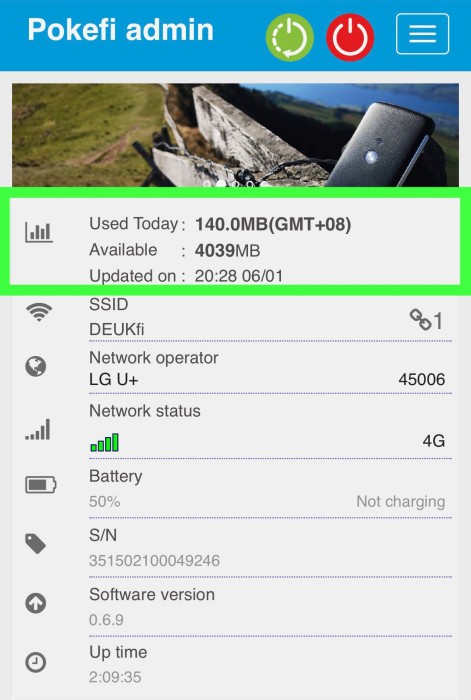 Pokefi admin
Used Today : 140.0MB(GMT+08)
Available : 4039MB
Updated on : 20:28 06/01
SSID
DEUKfi 1
Network operator
LG U+ 45006
Network status
4G
Battery
50% Not charging
S/N
351502100049246
Software version
0.6.9
Up time
2:09:35